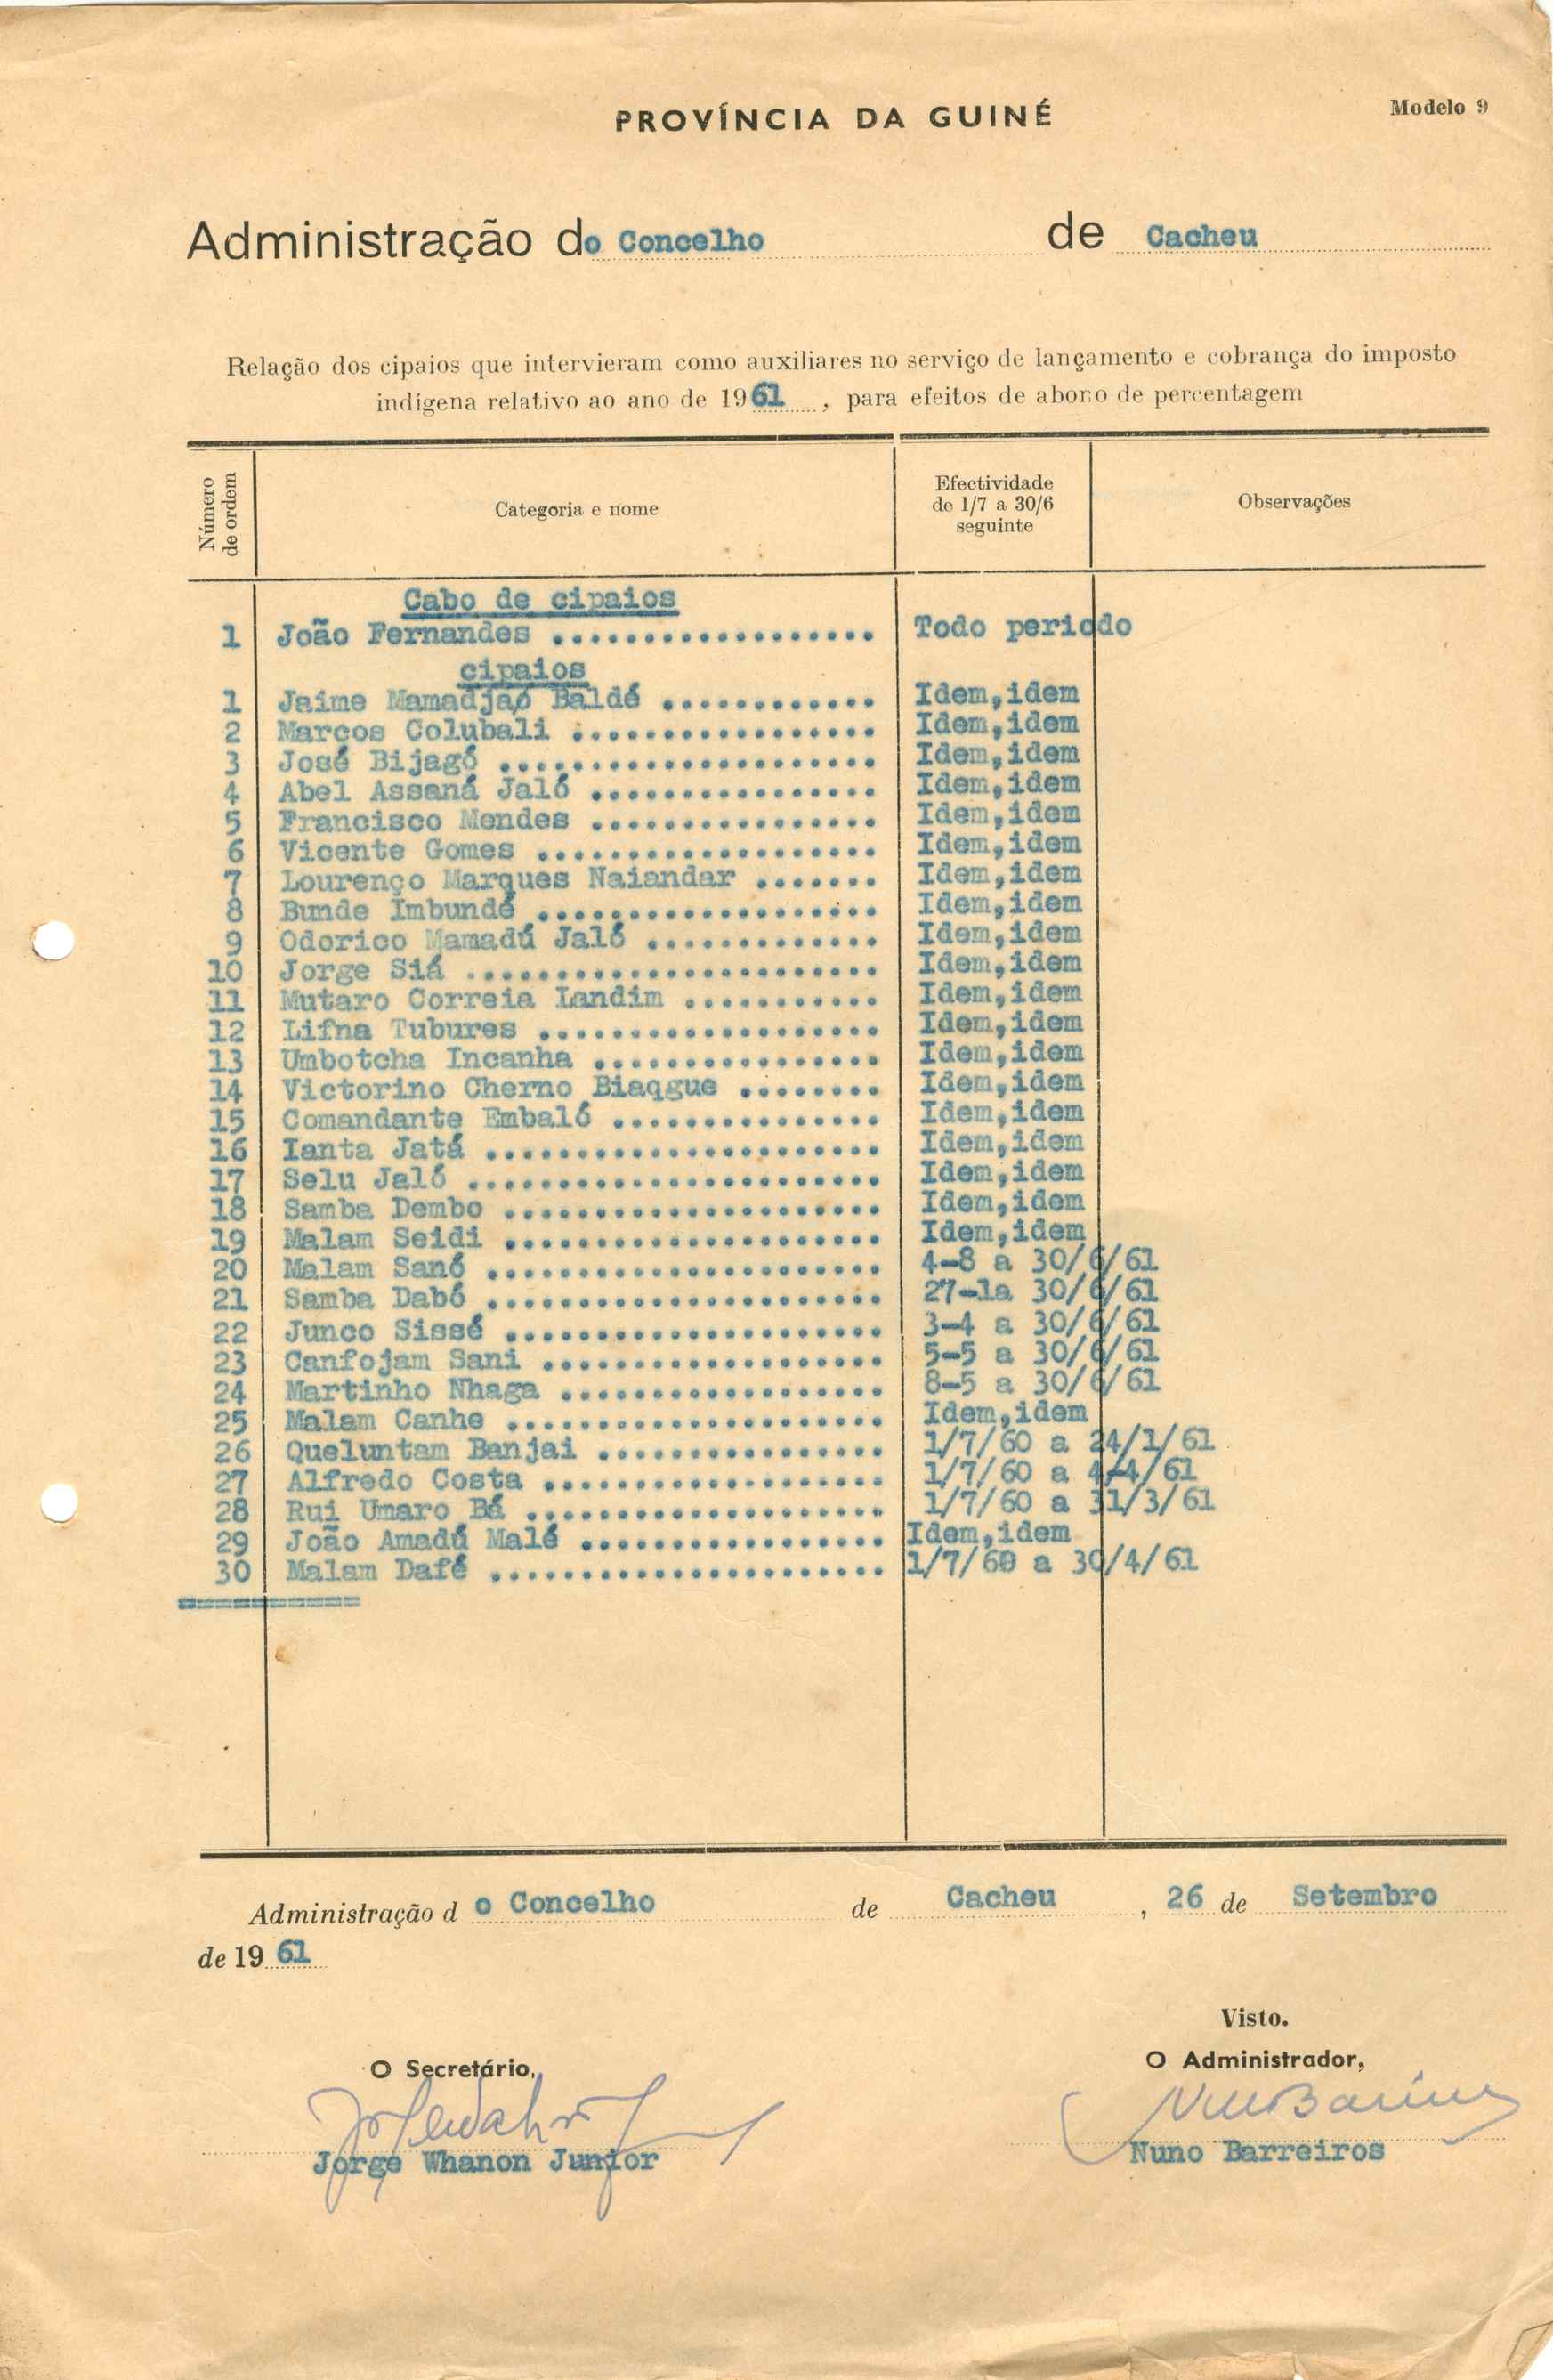 PROVÍNCIA DA GUINÉ
Modelo 9
Administração do Concelho de Cacheu
Relação dos cipaios que intervieram como auxiliares no serviço de lançamento e cobrança do imposto
indígena relativo ao ano de 1961, para efeitos de abono de percentagem
Número de ordem
Categoria e nome
Efectividade de 1/7 a 30/6 seguinte
Observações
Cabo de cipaios
1 João Fernandes .................. Todo periodo
cipaios
1 Jaime Mamadjaó Baldé ............ Idem,idem
2 Marcos Colubali ................. Idem,idem
3 José Bijagó ..................... Idem,idem
4 Abel Assaná Jaló ................ Idem,idem
5 Francisco Mendes ................ Idem,idem
6 Vicente Gomes ................... Idem,idem
7 Lourenço Marques Naiandar ....... Idem,idem
8 Bunde Imbundé ................... Idem,idem
9 Odorico Mamadú Jaló ............. Idem,idem
10 Jorge Siá ....................... Idem,idem
11 Mutaro Correia Landim ........... Idem,idem
12 Lifna Tubures ................... Idem,idem
13 Umbotcha Incanha ................ Idem,idem
14 Victorino Cherno Biaqgue ........ Idem,idem
15 Comandante Embaló ............... Idem,idem
16 Ianta Jatá ...................... Idem,idem
17 Selu Jaló ....................... Idem,idem
18 Samba Dembo ..................... Idem,idem
19 Malam Seidi ..................... Idem,idem
20 Malam Sanó ...................... 4-8 a 30/6/61
21 Samba Dabó ...................... 27-1a 30/6/61
22 Junco Sissé ..................... 3-4 a 30/6/61
23 Canfojam Sani ................... 5-5 a 30/6/61
24 Martinho Nhaga .................. 8-5 a 30/6/61
25 Malam Canhe ..................... Idem,idem
26 Queluntam Banjai ................ 1/7/60 a 24/1/61
27 Alfredo Costa ................... 1/7/60 a 4/4/61
28 Rui Umaro Bá .................... 1/7/60 a 31/3/61
29 João Amadú Malé ................. Idem,idem
30 Malam Dafé ...................... 1/7/60 a 30/4/61
==========
Administração do Concelho de Cacheu, 26 de Setembro
de 1961
Visto.
O Secretário,
O Administrador,
Jorge Whanon Junior
Nuno Barreiros